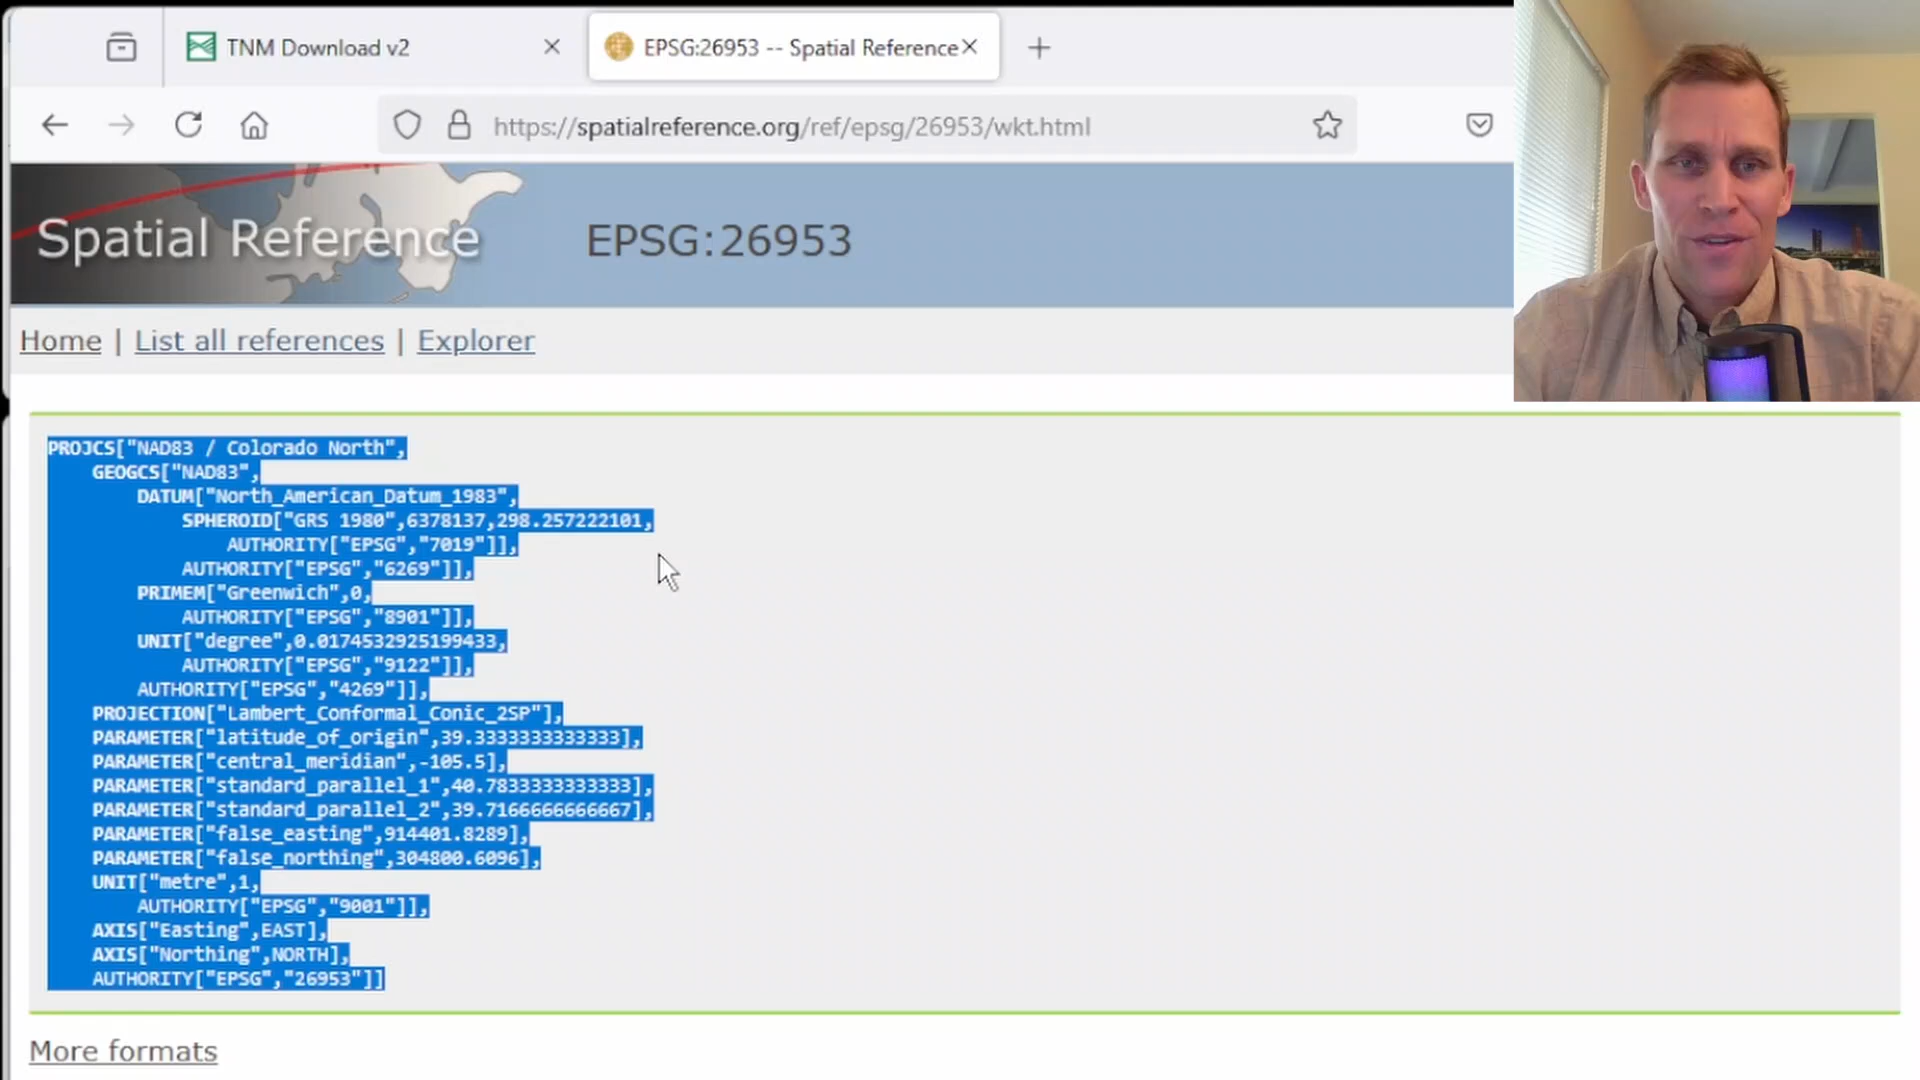 TNM Download v2
EPSG:26953 -- Spatial Reference
https://spatialreference.org/ref/epsg/26953/wkt.html
Spatial Reference
EPSG:26953
Home | List all references | Explorer
PROJCS["NAD83 / Colorado North",
GEOGCS["NAD83",
DATUM["North_American_Datum_1983",
SPHEROID["GRS 1980",6378137,298.257222101,
AUTHORITY["EPSG","7019"]],
AUTHORITY["EPSG","6269"]],
PRIMEM["Greenwich",0,
AUTHORITY["EPSG","8901"]],
UNIT["degree",0.0174532925199433,
AUTHORITY["EPSG","9122"]],
AUTHORITY["EPSG","4269"]],
PROJECTION["Lambert_Conformal_Conic_2SP"],
PARAMETER["latitude_of_origin",39.3333333333333],
PARAMETER["central_meridian",-105.5],
PARAMETER["standard_parallel_1",40.7833333333333],
PARAMETER["standard_parallel_2",39.7166666666667],
PARAMETER["false_easting",914401.8289],
PARAMETER["false_northing",304800.6096],
UNIT["metre",1,
AUTHORITY["EPSG","9001"]],
AXIS["Easting",EAST],
AXIS["Northing",NORTH],
AUTHORITY["EPSG","26953"]]
More formats